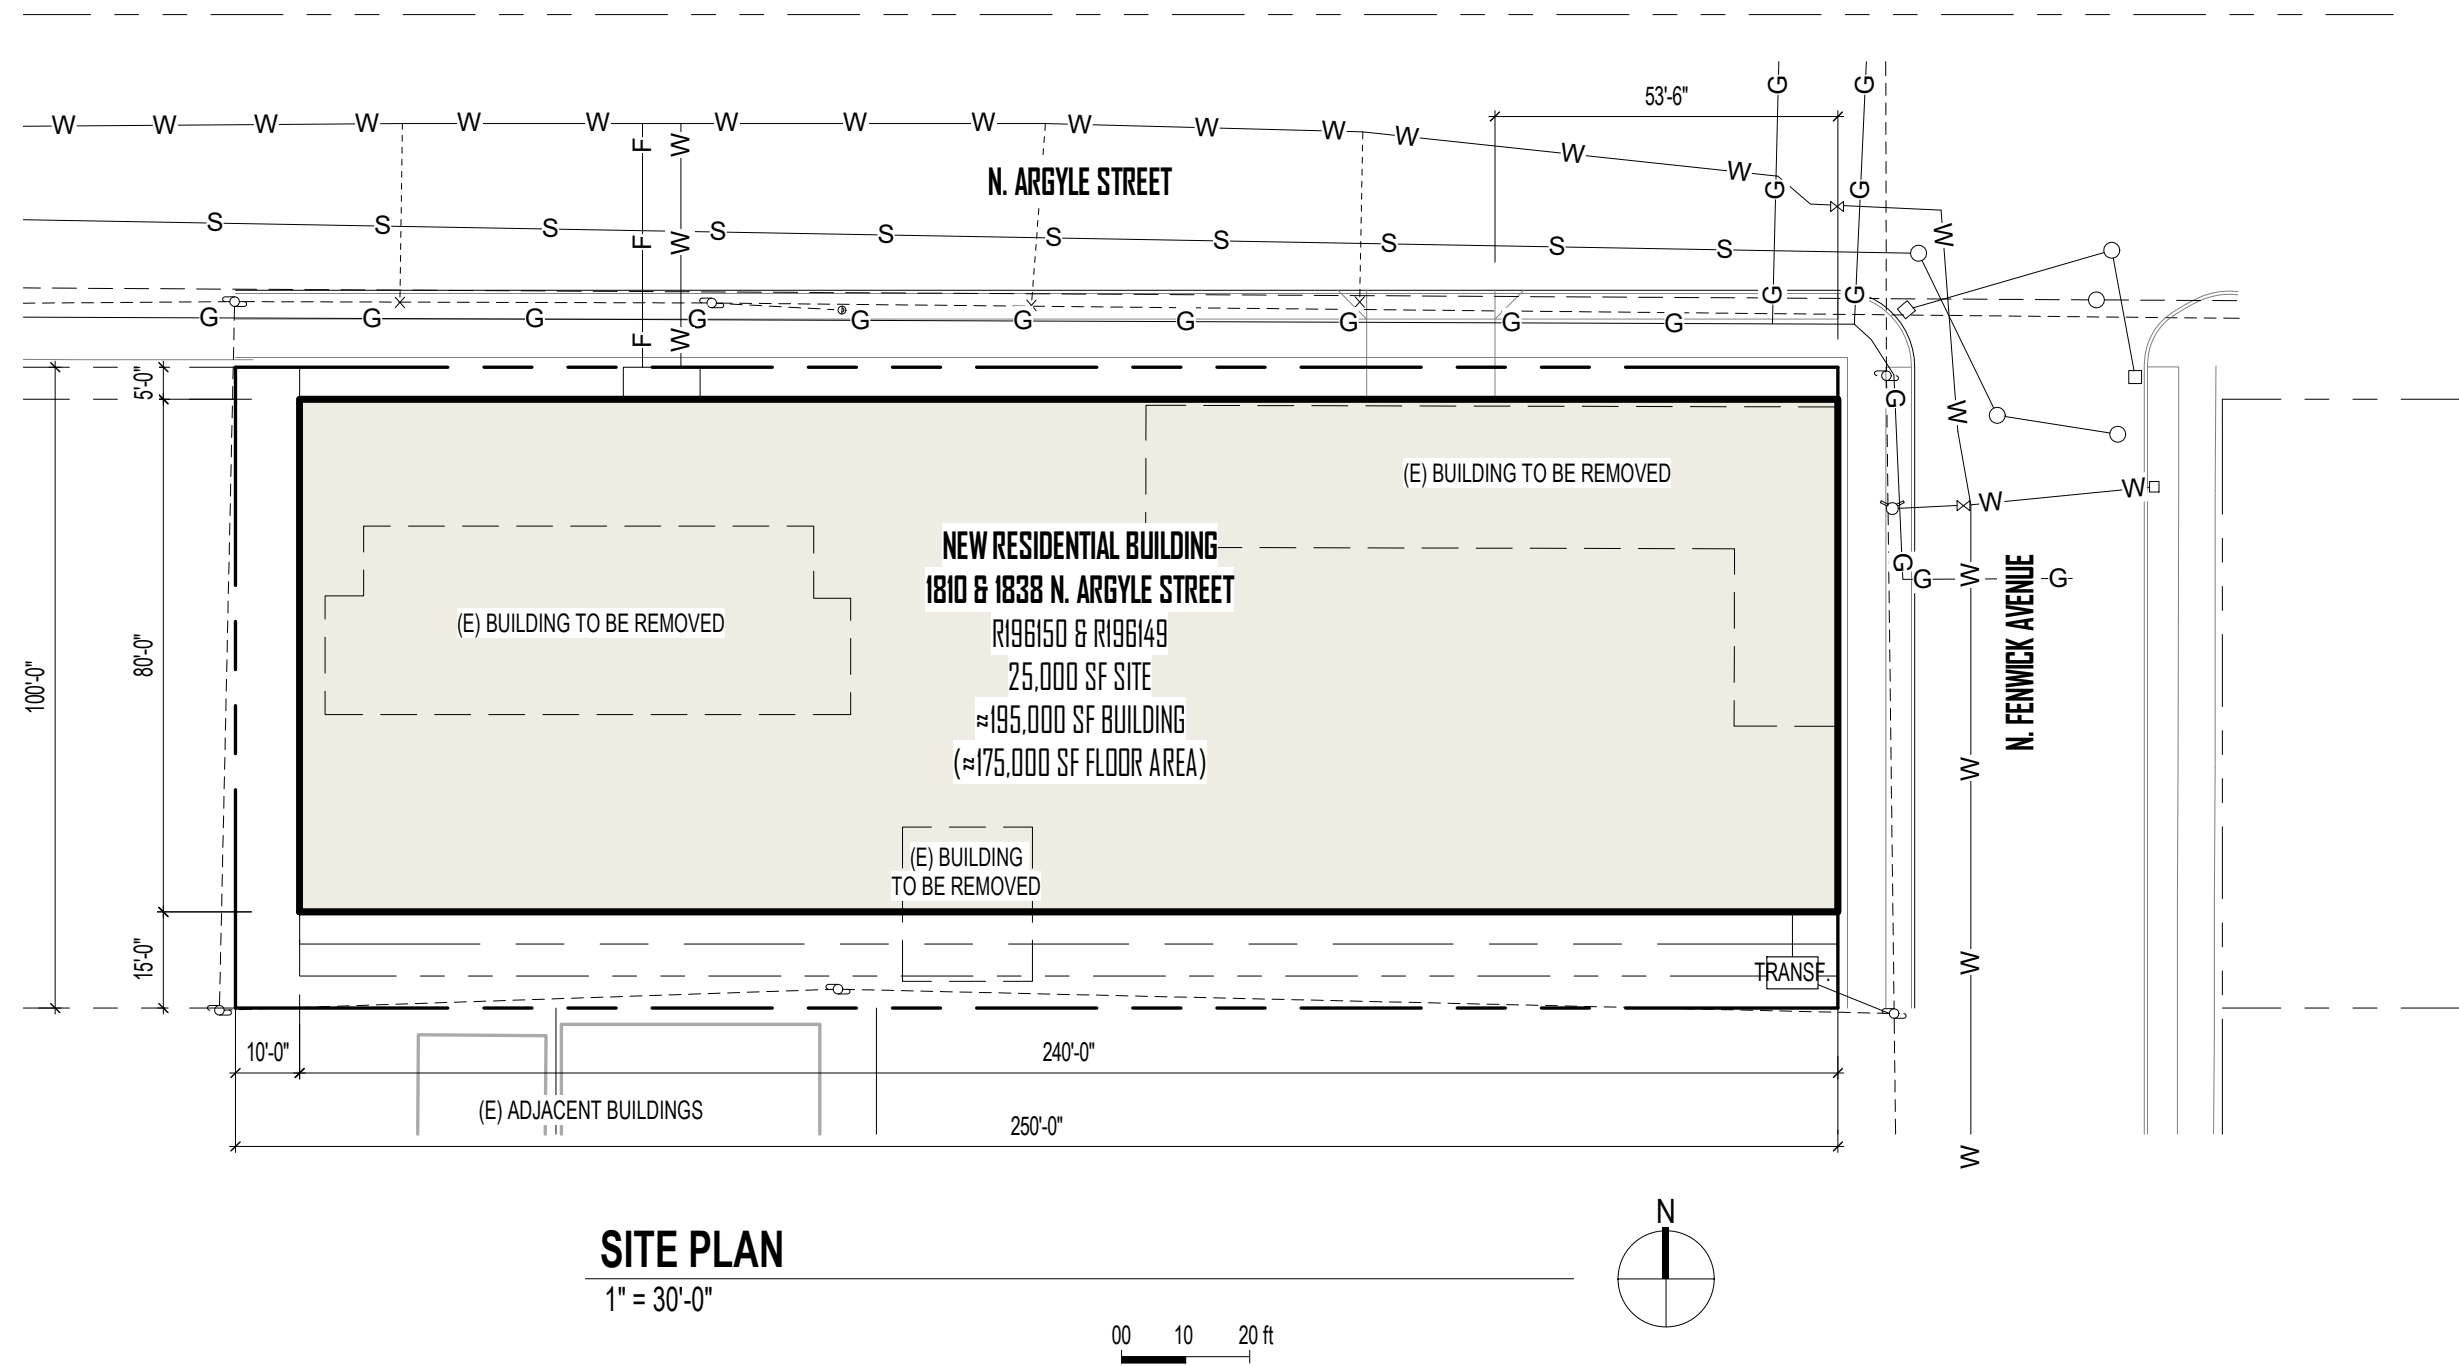 53'-6"
G G
W W W W W W W W W W W W W W W
F W
N. ARGYLE STREET
G G
S S S S S S S S S S
F W
W
G G
G G G G G G G G G G
F W
5'-0"
G
W
(E) BUILDING TO BE REMOVED
W W
NEW RESIDENTIAL BUILDING
1810 & 1838 N. ARGYLE STREET
R196150 & R196149
25,000 SF SITE
≈195,000 SF BUILDING
(≈175,000 SF FLOOR AREA)
(E) BUILDING TO BE REMOVED
G G W G
N. FENWICK AVENUE
80'-0"
100'-0"
W
(E) BUILDING
TO BE REMOVED
15'-0"
W
TRANSF.
10'-0"
240'-0"
(E) ADJACENT BUILDINGS
250'-0"
W
N
SITE PLAN
1" = 30'-0"
00 10 20 ft